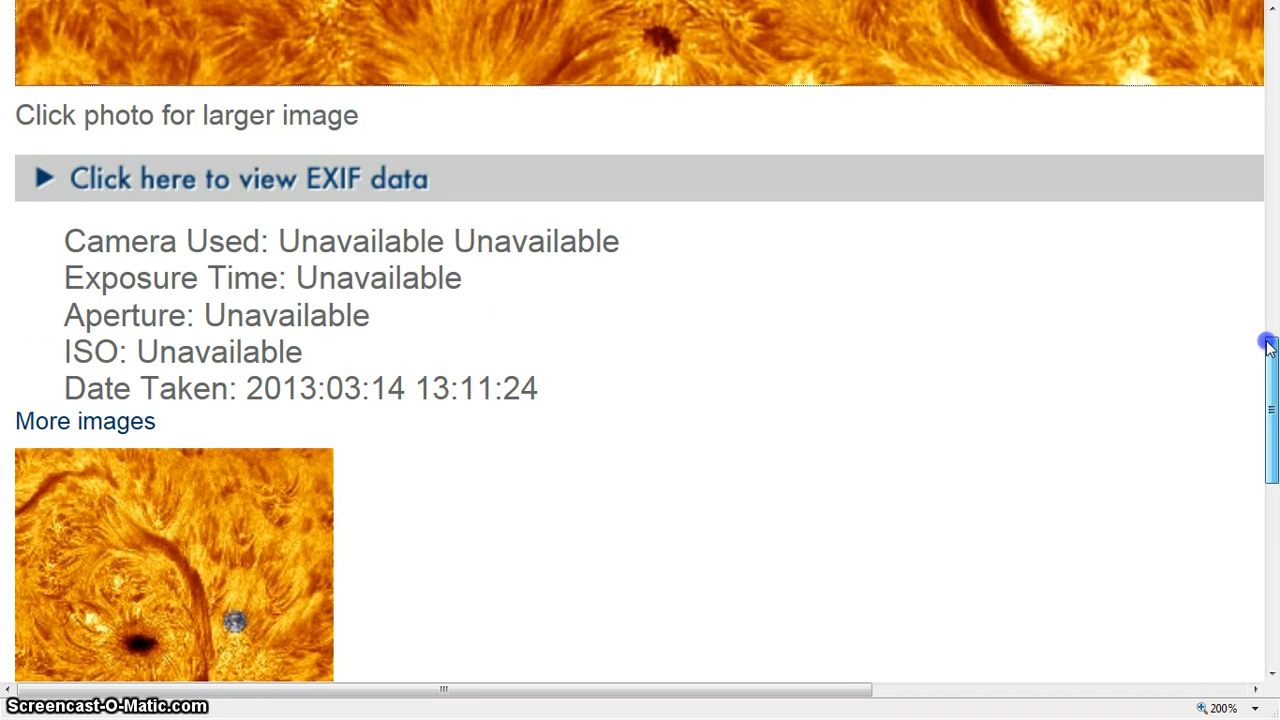 Click photo for larger image
Click here to view EXIF data
Camera Used: Unavailable Unavailable
Exposure Time: Unavailable
Aperture: Unavailable
ISO: Unavailable
Date Taken: 2013:03:14 13:11:24
More images
Screencast-O-Matic.com
200%